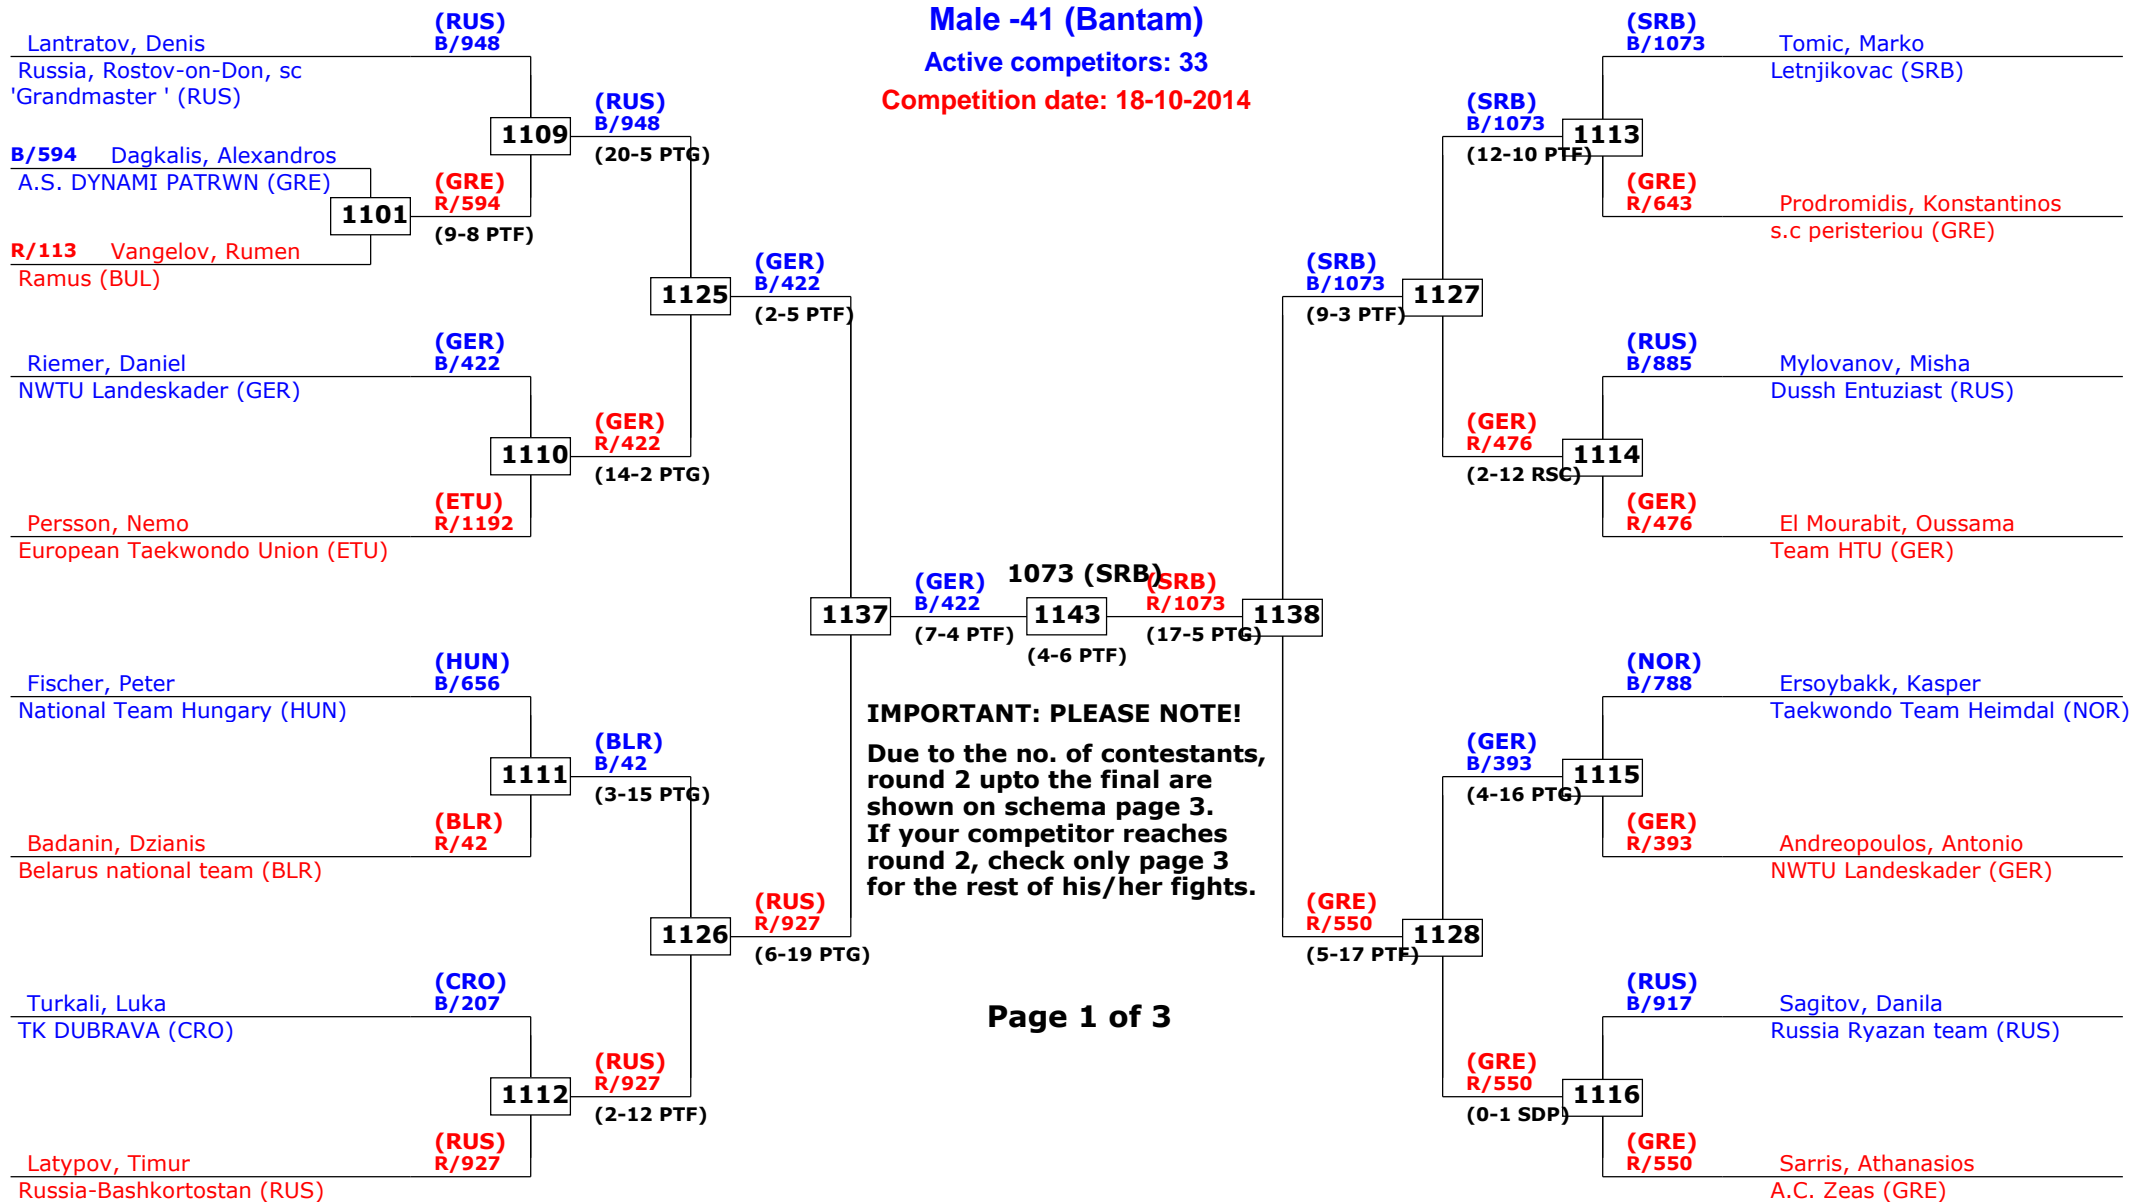 Male -41 (Bantam)
Active competitors: 33
Competition date: 18-10-2014
(RUS)
Lantratov, Denis B/948
Russia, Rostov-on-Don, sc
'Grandmaster ' (RUS)
1109
(RUS)
B/948
(20-5 PTG)
B/594 Dagkalis, Alexandros
A.S. DYNAMI PATRWN (GRE)
1101
(GRE)
R/594
(9-8 PTF)
R/113 Vangelov, Rumen
Ramus (BUL)
1125
(GER)
B/422
(2-5 PTF)
(GER)
Riemer, Daniel B/422
NWTU Landeskader (GER)
1110
(GER)
R/422
(14-2 PTG)
(ETU)
Persson, Nemo R/1192
European Taekwondo Union (ETU)
1137
(GER)
B/422
(7-4 PTF)
1073 (SRB)
1143
(4-6 PTF)
(SRB)
R/1073
(17-5 PTG)
1138
(HUN)
Fischer, Peter B/656
National Team Hungary (HUN)
1111
(BLR)
B/42
(3-15 PTG)
(BLR)
Badanin, Dzianis R/42
Belarus national team (BLR)
1126
(RUS)
R/927
(6-19 PTG)
(CRO)
Turkali, Luka B/207
TK DUBRAVA (CRO)
1112
(RUS)
R/927
(2-12 PTF)
(RUS)
Latypov, Timur R/927
Russia-Bashkortostan (RUS)
IMPORTANT: PLEASE NOTE!
Due to the no. of contestants,
round 2 upto the final are
shown on schema page 3.
If your competitor reaches
round 2, check only page 3
for the rest of his/her fights.
Page 1 of 3
(SRB)
B/1073 Tomic, Marko
Letnjikovac (SRB)
(SRB)
B/1073
(12-10 PTF)
1113
(GRE)
R/643 Prodromidis, Konstantinos
s.c peristeriou (GRE)
(SRB)
B/1073
(9-3 PTF)
1127
(RUS)
B/885 Mylovanov, Misha
Dussh Entuziast (RUS)
(GER)
R/476
(2-12 RSC)
1114
(GER)
R/476 El Mourabit, Oussama
Team HTU (GER)
(NOR)
B/788 Ersoybakk, Kasper
Taekwondo Team Heimdal (NOR)
(GER)
B/393
(4-16 PTG)
1115
(GER)
R/393 Andreopoulos, Antonio
NWTU Landeskader (GER)
(GRE)
R/550
(5-17 PTF)
1128
(RUS)
B/917 Sagitov, Danila
Russia Ryazan team (RUS)
(GRE)
R/550
(0-1 SDP)
1116
(GRE)
R/550 Sarris, Athanasios
A.C. Zeas (GRE)